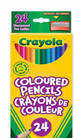 24
Crayola
COLOURED
PENCILS
CRAYONS DE
COULEUR
24